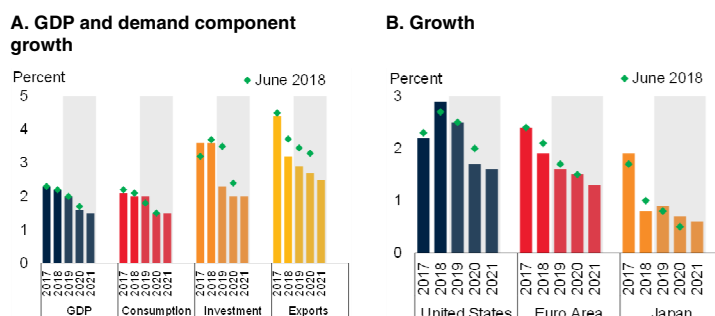 A. GDP and demand component
growth
Percent
June 2018
5
4
3
2
1
0
2017 2018 2019 2020 2021 2017 2018 2019 2020 2021 2017 2018 2019 2020 2021 2017 2018 2019 2020 2021
GDP Consumption Investment Exports
B. Growth
Percent
June 2018
3
2
1
0
2017 2018 2019 2020 2021 2017 2018 2019 2020 2021 2017 2018 2019 2020 2021
United States Euro Area Japan